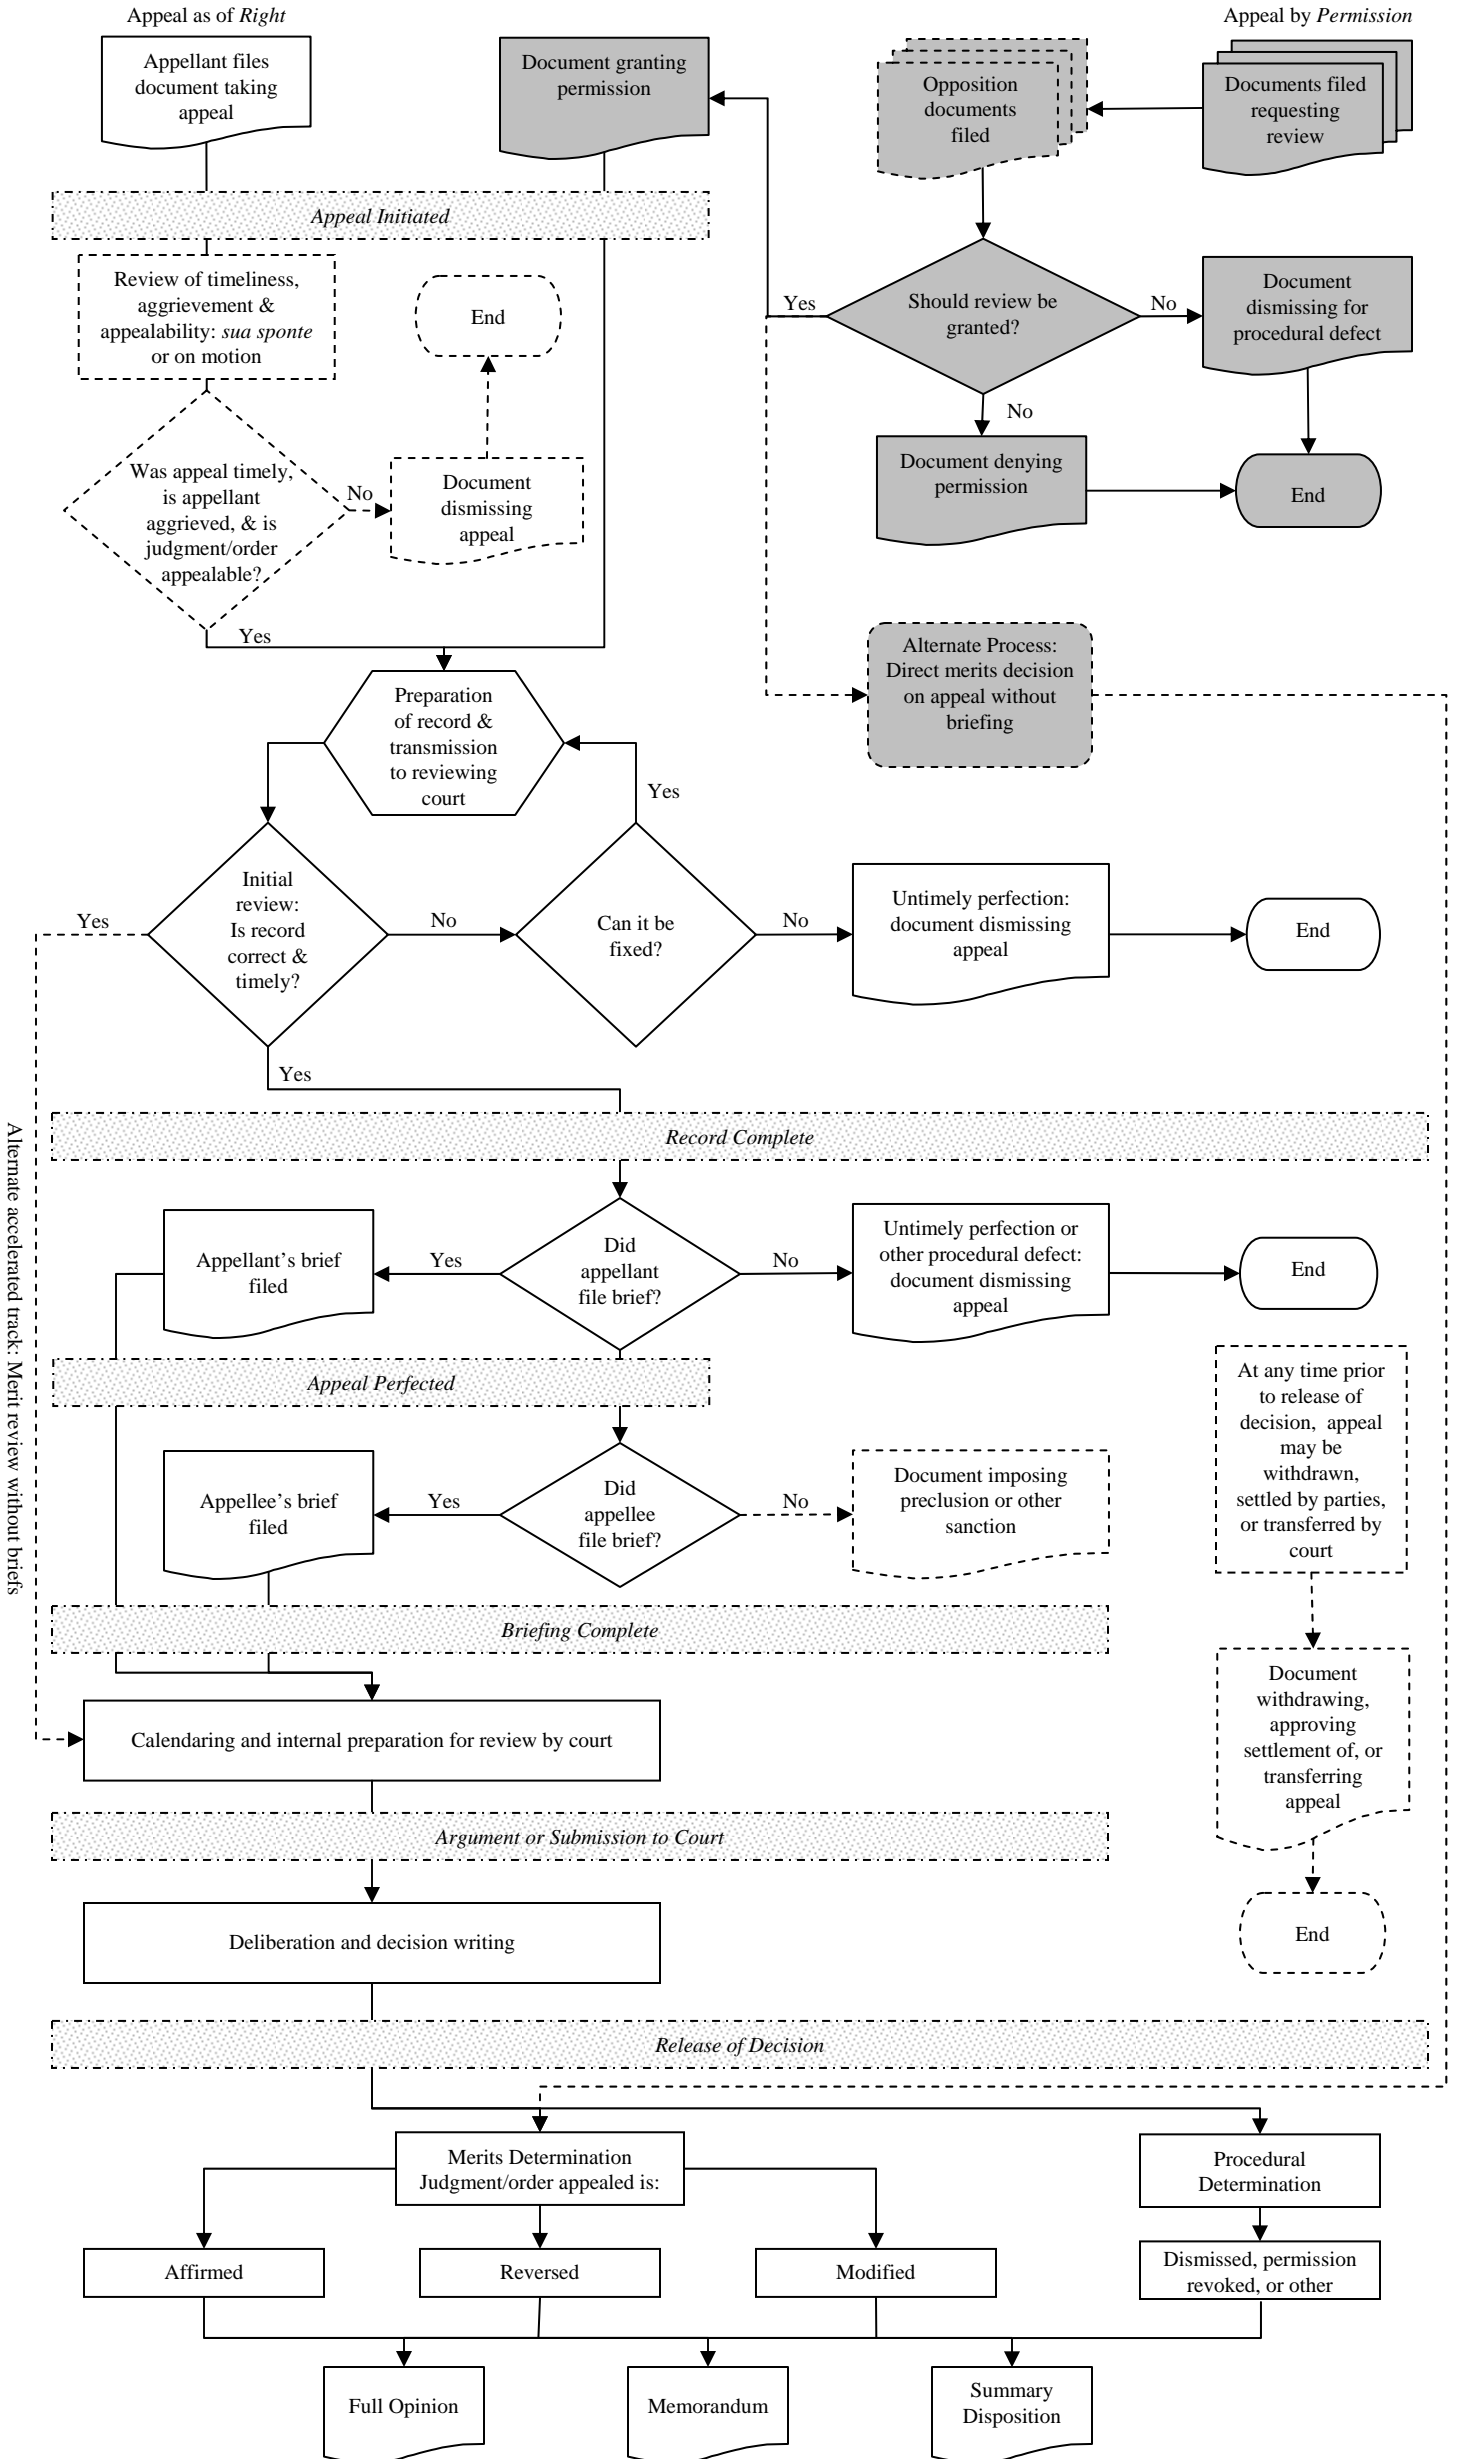 Appeal as of Right
Appeal by Permission
Appellant files
document taking
appeal
Document granting
permission
Opposition
documents
filed
Documents filed
requesting
review
Appeal Initiated
Review of timeliness,
aggrievement &
appealability: sua sponte
or on motion
End
Yes
Should review be
granted?
No
Document
dismissing for
procedural defect
No
Was appeal timely,
is appellant
aggrieved, & is
judgment/order
appealable?
No
Document
dismissing
appeal
Document denying
permission
End
Yes
Alternate Process:
Direct merits decision
on appeal without
briefing
Preparation
of record &
transmission
to reviewing
court
Yes
Yes
Initial
review:
Is record
correct &
timely?
No
Can it be
fixed?
No
Untimely perfection:
document dismissing
appeal
End
Yes
Alternate accelerated track: Merit review without briefs
Record Complete
Appellant’s brief
filed
Yes
Did
appellant
file brief?
No
Untimely perfection or
other procedural defect:
document dismissing
appeal
End
Appeal Perfected
At any time prior
to release of
decision, appeal
may be
withdrawn,
settled by parties,
or transferred by
court
Appellee’s brief
filed
Yes
Did
appellee
file brief?
No
Document imposing
preclusion or other
sanction
Briefing Complete
Document
withdrawing,
approving
settlement of, or
transferring
appeal
Calendaring and internal preparation for review by court
Argument or Submission to Court
Deliberation and decision writing
End
Release of Decision
Merits Determination
Judgment/order appealed is:
Procedural
Determination
Affirmed
Reversed
Modified
Dismissed, permission
revoked, or other
Full Opinion
Memorandum
Summary
Disposition